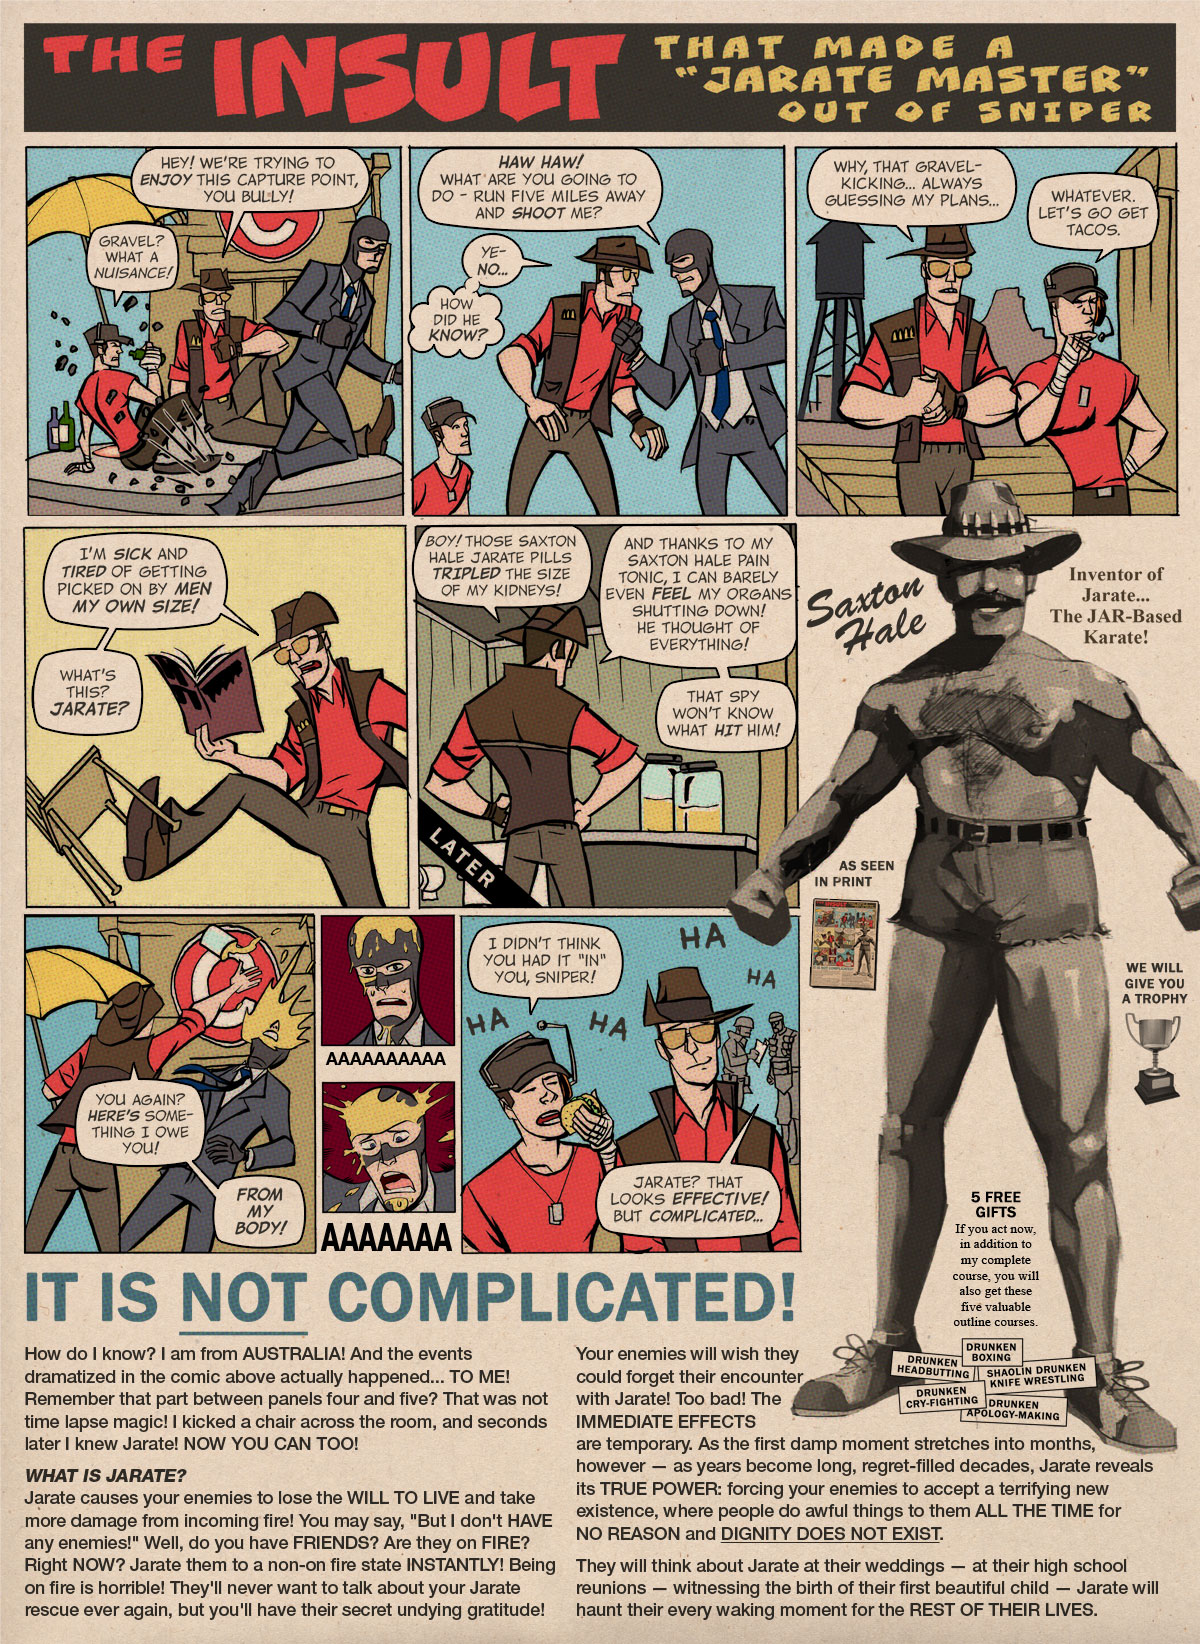 THE INSULT THAT MADE A
"JARATE MASTER"
OUT OF SNIPER
HEY! WE'RE TRYING TO
ENJOY THIS CAPTURE POINT,
YOU BULLY!
GRAVEL?
WHAT A
NUISANCE!
HAW HAW!
WHAT ARE YOU GOING TO
DO - RUN FIVE MILES AWAY
AND SHOOT ME?
YE-
NO...
HOW
DID HE
KNOW?
WHY, THAT GRAVEL-
KICKING... ALWAYS
GUESSING MY PLANS...
WHATEVER.
LET'S GO GET
TACOS.
I'M SICK AND
TIRED OF GETTING
PICKED ON BY MEN
MY OWN SIZE!
WHAT'S
THIS?
JARATE?
BOY! THOSE SAXTON
HALE JARATE PILLS
TRIPLED THE SIZE
OF MY KIDNEYS!
AND THANKS TO MY
SAXTON HALE PAIN
TONIC, I CAN BARELY
EVEN FEEL MY ORGANS
SHUTTING DOWN!
HE THOUGHT OF
EVERYTHING!
THAT SPY
WON'T KNOW
WHAT HIT HIM!
LATER
Saxton
Hale
Inventor of
Jarate...
The JAR-Based
Karate!
AS SEEN
IN PRINT
WE WILL
GIVE YOU
A TROPHY
YOU AGAIN?
HERE'S SOME-
THING I OWE
YOU!
FROM
MY
BODY!
AAAAAAAAAA
AAAAAAA
I DIDN'T THINK
YOU HAD IT "IN"
YOU, SNIPER!
HA
HA
HA
HA
JARATE? THAT
LOOKS EFFECTIVE!
BUT COMPLICATED...
5 FREE
GIFTS
If you act now,
in addition to
my complete
course, you will
also get these
five valuable
outline courses.
DRUNKEN
BOXING
DRUNKEN
HEADBUTTING
SHAOLIN DRUNKEN
KNIFE WRESTLING
DRUNKEN
CRY-FIGHTING
DRUNKEN
APOLOGY-MAKING
IT IS NOT COMPLICATED!
How do I know? I am from AUSTRALIA! And the events
dramatized in the comic above actually happened... TO ME!
Remember that part between panels four and five? That was not
time lapse magic! I kicked a chair across the room, and seconds
later I knew Jarate! NOW YOU CAN TOO!
WHAT IS JARATE?
Jarate causes your enemies to lose the WILL TO LIVE and take
more damage from incoming fire! You may say, "But I don't HAVE
any enemies!" Well, do you have FRIENDS? Are they on FIRE?
Right NOW? Jarate them to a non-on fire state INSTANTLY! Being
on fire is horrible! They'll never want to talk about your Jarate
rescue ever again, but you'll have their secret undying gratitude!
Your enemies will wish they
could forget their encounter
with Jarate! Too bad! The
IMMEDIATE EFFECTS
are temporary. As the first damp moment stretches into months,
however — as years become long, regret-filled decades, Jarate reveals
its TRUE POWER: forcing your enemies to accept a terrifying new
existence, where people do awful things to them ALL THE TIME for
NO REASON and DIGNITY DOES NOT EXIST.
They will think about Jarate at their weddings — at their high school
reunions — witnessing the birth of their first beautiful child — Jarate will
haunt their every waking moment for the REST OF THEIR LIVES.